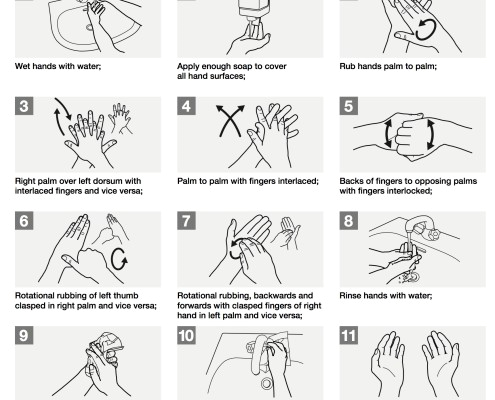 Wet hands with water;
Apply enough soap to cover
all hand surfaces;
Rub hands palm to palm;
3
4
5
Right palm over left dorsum with
interlaced fingers and vice versa;
Palm to palm with fingers interlaced;
Backs of fingers to opposing palms
with fingers interlocked;
6
7
8
Rotational rubbing of left thumb
clasped in right palm and vice versa;
Rotational rubbing, backwards and
forwards with clasped fingers of right
hand in left palm and vice versa;
Rinse hands with water;
9
10
11